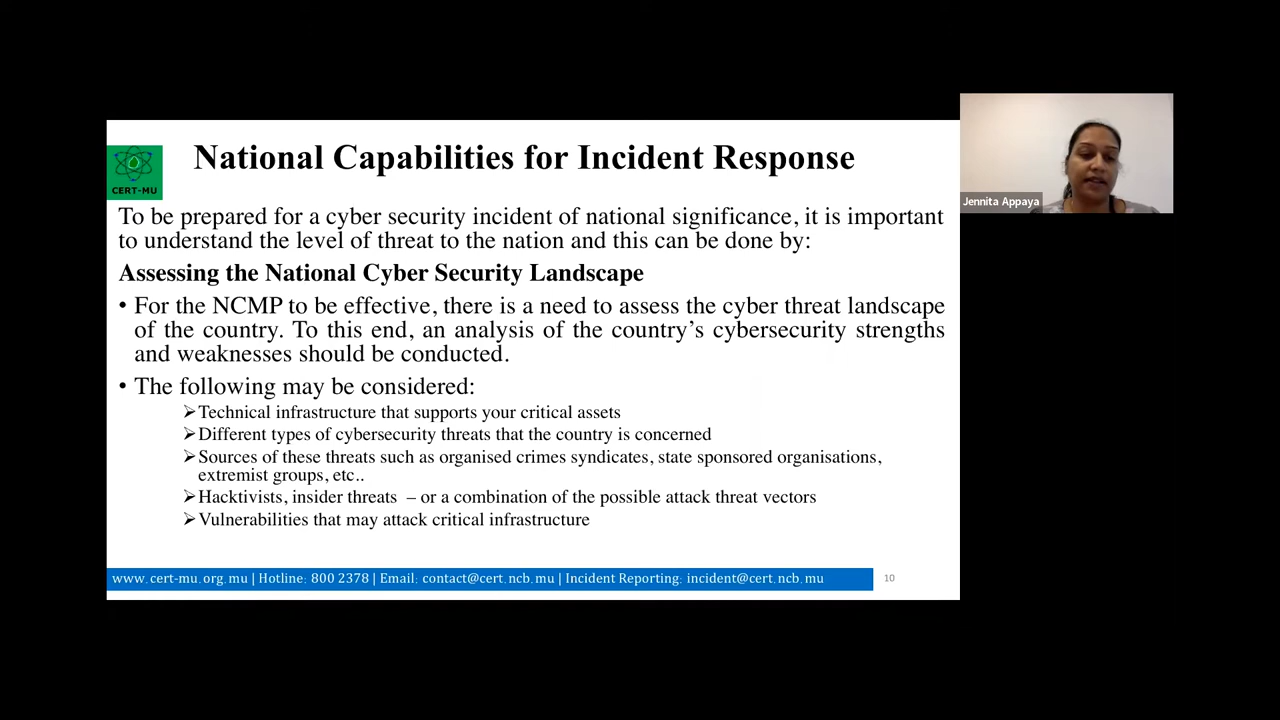 National Capabilities for Incident Response
CERT-MU
To be prepared for a cyber security incident of national significance, it is important
to understand the level of threat to the nation and this can be done by:
Assessing the National Cyber Security Landscape
• For the NCMP to be effective, there is a need to assess the cyber threat landscape
of the country. To this end, an analysis of the country's cybersecurity strengths
and weaknesses should be conducted.
• The following may be considered:
➢Technical infrastructure that supports your critical assets
➢Different types of cybersecurity threats that the country is concerned
➢Sources of these threats such as organised crimes syndicates, state sponsored organisations,
extremist groups, etc..
➢Hacktivists, insider threats – or a combination of the possible attack threat vectors
➢Vulnerabilities that may attack critical infrastructure
www.cert-mu.org.mu | Hotline: 800 2378 | Email: contact@cert.ncb.mu | Incident Reporting: incident@cert.ncb.mu
10
Jennita Appaya